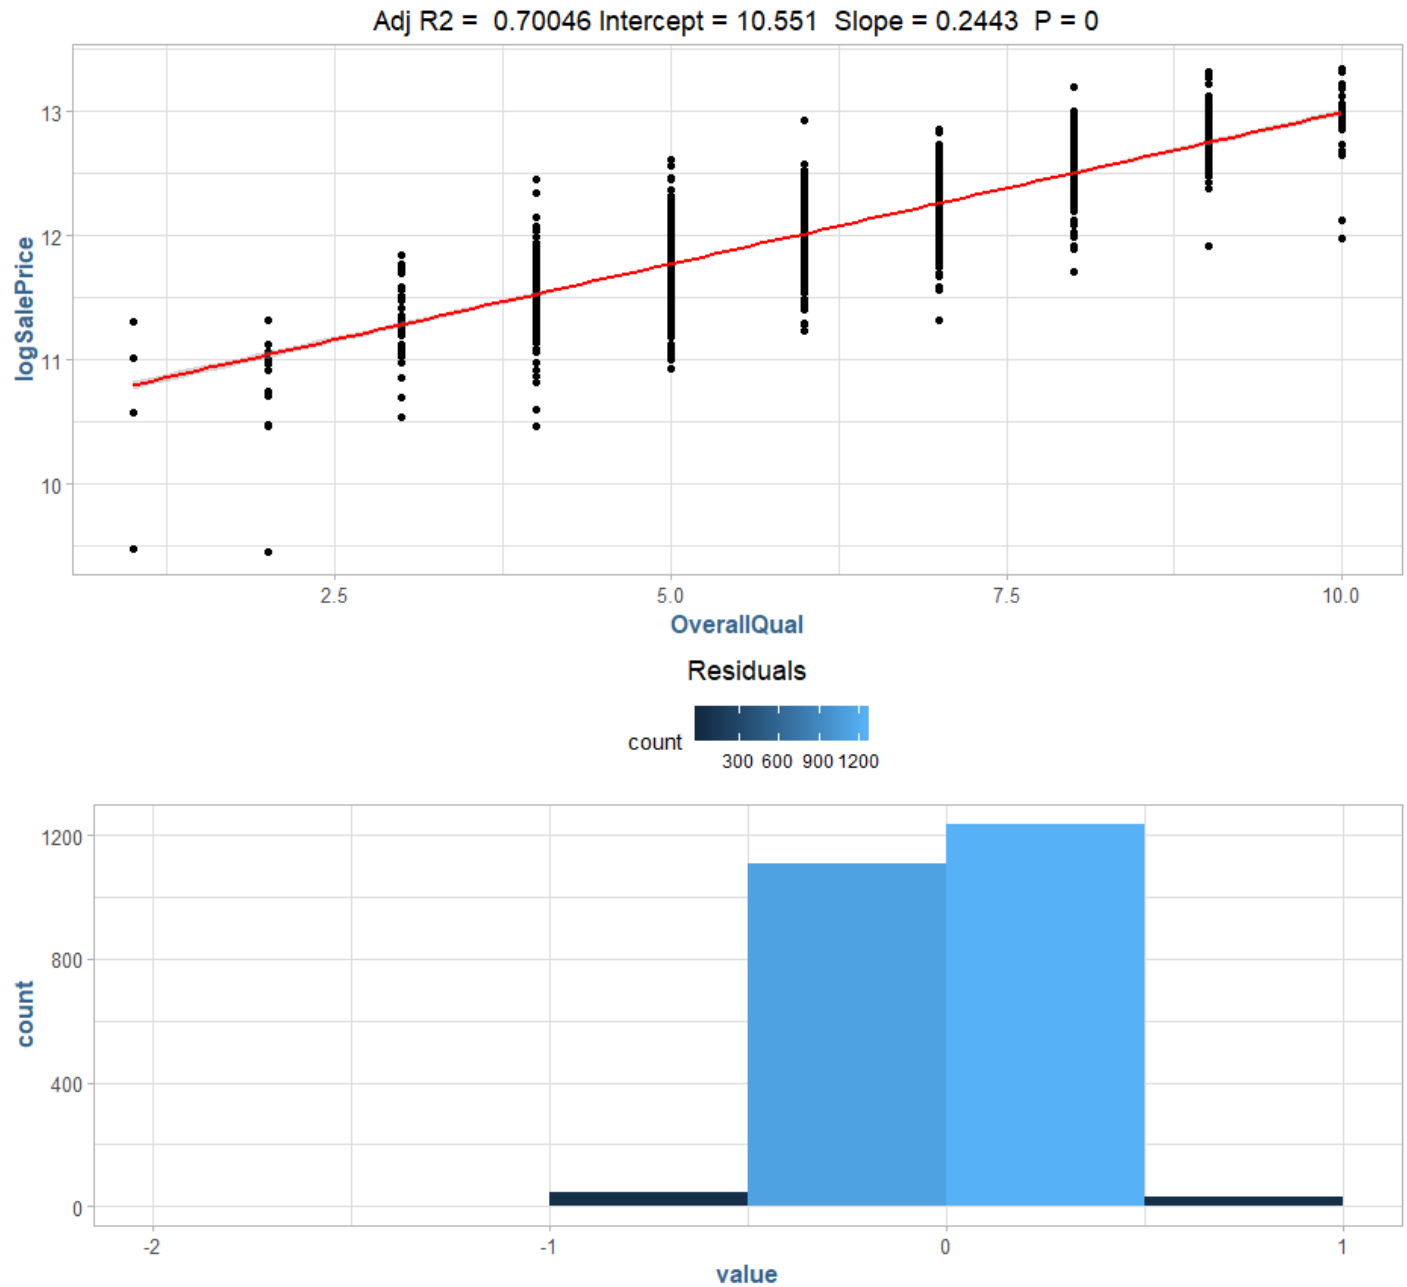 Adj R2 =  0.70046 Intercept = 10.551  Slope = 0.2443  P = 0
13
12
11
10
logSalePrice
2.5 5.0 7.5 10.0
OverallQual
Residuals
count
300 600 900 1200
1200
800
400
0
count
-2 -1 0 1
value